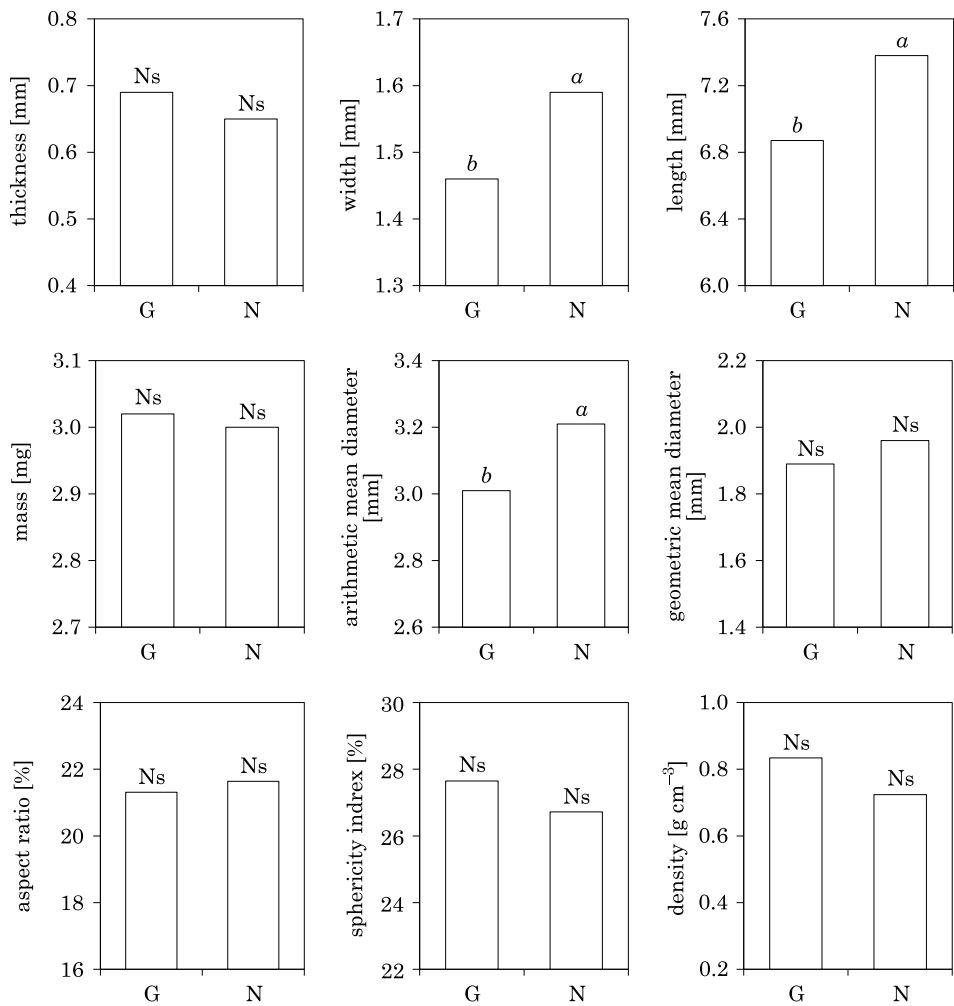 thickness [mm]
0.8
0.7
0.6
0.5
0.4
Ns
Ns
G
N
width [mm]
1.7
1.6
1.5
1.4
1.3
b
a
G
N
length [mm]
7.6
7.2
6.8
6.4
6.0
b
a
G
N
mass [mg]
3.1
3.0
2.9
2.8
2.7
Ns
Ns
G
N
arithmetic mean diameter
[mm]
3.4
3.2
3.0
2.8
2.6
b
a
G
N
geometric mean diameter
[mm]
2.2
2.0
1.8
1.6
1.4
Ns
Ns
G
N
aspect ratio [%]
24
22
20
18
16
Ns
Ns
G
N
sphericity indrex [%]
30
28
26
24
22
Ns
Ns
G
N
density [g cm⁻³]
1.0
0.8
0.6
0.4
0.2
Ns
Ns
G
N